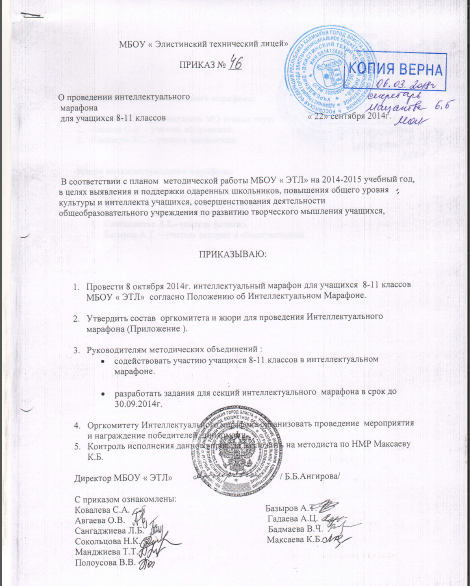 МБОУ « Элистинский технический лицей»
ПРИКАЗ № 46
КОПИЯ ВЕРНА
06.03.2018г
секретарь
Б.Б
О проведении интеллектуального
марафона
для учащихся 8-11 классов
« 22» сентября 2014г.
В соответствии с планом методической работы МБОУ « ЭТЛ» на 2014-2015 учебный год,
в целях выявления и поддержки одаренных школьников, повышения общего уровня
культуры и интеллекта учащихся, совершенствования деятельности
общеобразовательного учреждения по развитию творческого мышления учащихся,
ПРИКАЗЫВАЮ:
1. Провести 8 октября 2014г. интеллектуальный марафон для учащихся 8-11 классов
МБОУ « ЭТЛ» согласно Положению об Интеллектуальном Марафоне.
2. Утвердить состав оргкомитета и жюри для проведения Интеллектуального
марафона (Приложение ).
3. Руководителям методических объединений :
• содействовать участию учащихся 8-11 классов в интеллектуальном
марафоне.
• разработать задания для секций интеллектуального марафона в срок до
30.09.2014г.
4. Оргкомитету Интеллектуального марафона организовать проведение мероприятия
и награждение победителей
5. Контроль исполнения на методиста по НМР Максаеву
К.Б.
Директор МБОУ « ЭТЛ» / Б.Б.Ангирова/
С приказом ознакомлены:
Ковалева С.А. Базыров А.
Авгаева О.В. Гадаева А.Ц.
Сангаджиева Л.Б. Бадмаева В.Ч.
Сокольцова Н.К. Максаева К.Б.
Манджиева Т.Т.
Полоусова В.В.